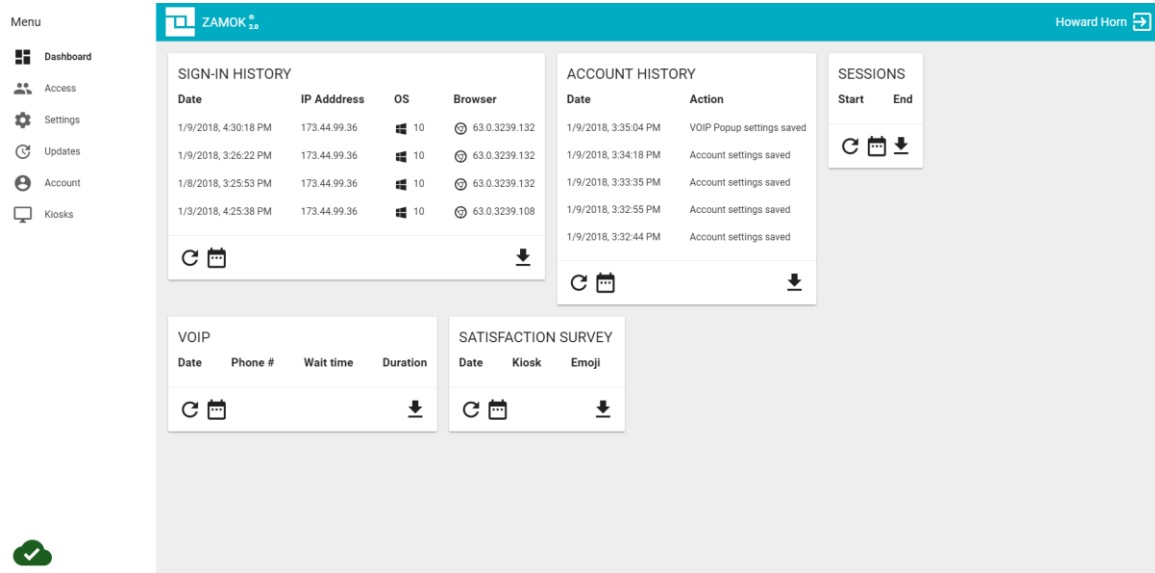 Menu
Dashboard
Access
Settings
Updates
Account
Kiosks
ZAMOK® 2.0
Howard Horn
SIGN-IN HISTORY
Date IP Adddress OS Browser
1/9/2018, 4:30:18 PM 173.44.99.36 10 63.0.3239.132
1/9/2018, 3:26:22 PM 173.44.99.36 10 63.0.3239.132
1/8/2018, 3:25:53 PM 173.44.99.36 10 63.0.3239.132
1/3/2018, 4:25:38 PM 173.44.99.36 10 63.0.3239.108
ACCOUNT HISTORY
Date Action
1/9/2018, 3:35:04 PM VOIP Popup settings saved
1/9/2018, 3:34:18 PM Account settings saved
1/9/2018, 3:33:35 PM Account settings saved
1/9/2018, 3:32:55 PM Account settings saved
1/9/2018, 3:32:44 PM Account settings saved
SESSIONS
Start End
VOIP
Date Phone # Wait time Duration
SATISFACTION SURVEY
Date Kiosk Emoji